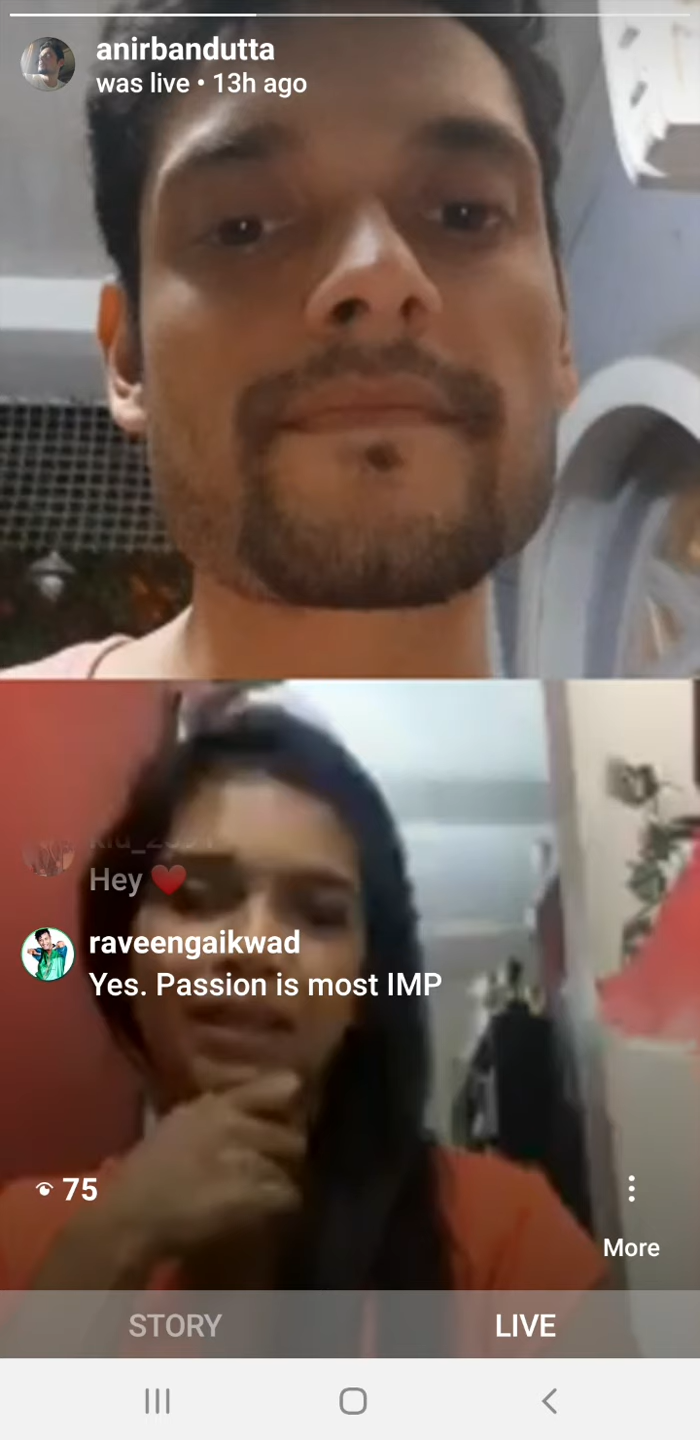 anirbandutta
was live • 13h ago
Hey ❤️
raveengaikwad
Yes. Passion is most IMP
75
More
STORY
LIVE